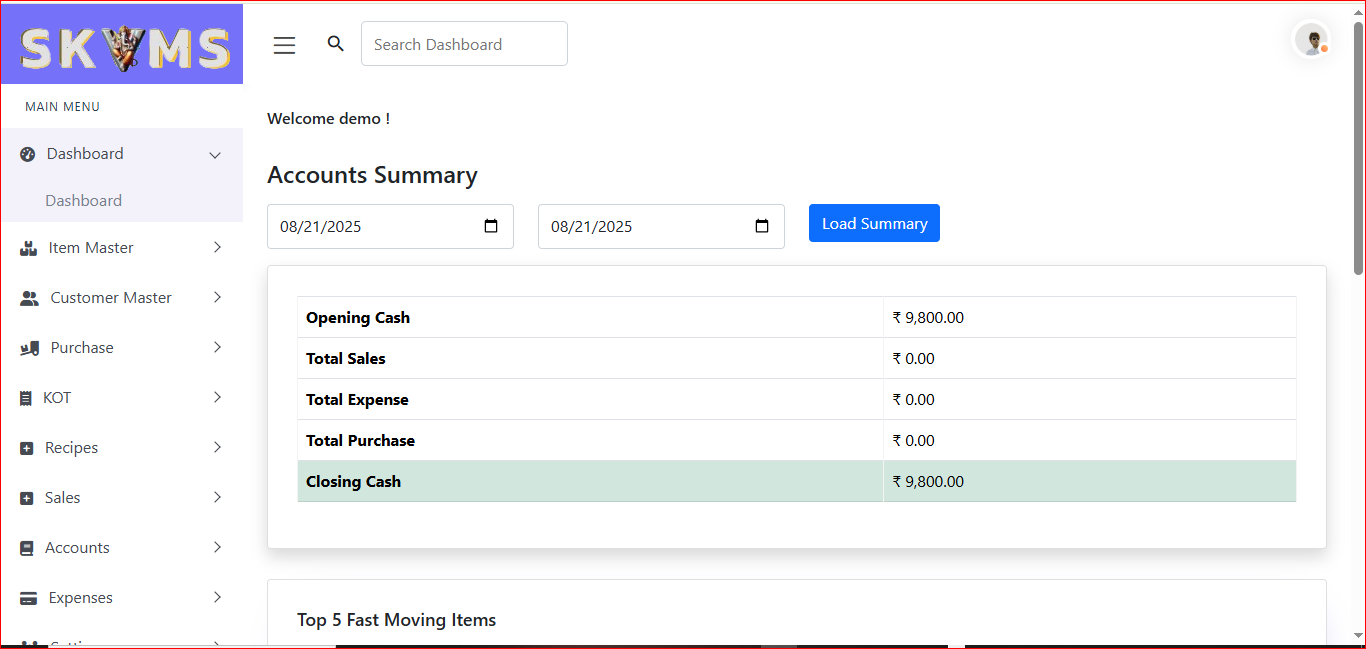 SKVMS
Search Dashboard
MAIN MENU
Welcome demo !
Dashboard
Dashboard
Item Master
Customer Master
Purchase
KOT
Recipes
Sales
Accounts
Expenses
Accounts Summary
08/21/2025
08/21/2025
Load Summary
Opening Cash ₹ 9,800.00
Total Sales ₹ 0.00
Total Expense ₹ 0.00
Total Purchase ₹ 0.00
Closing Cash ₹ 9,800.00
Top 5 Fast Moving Items